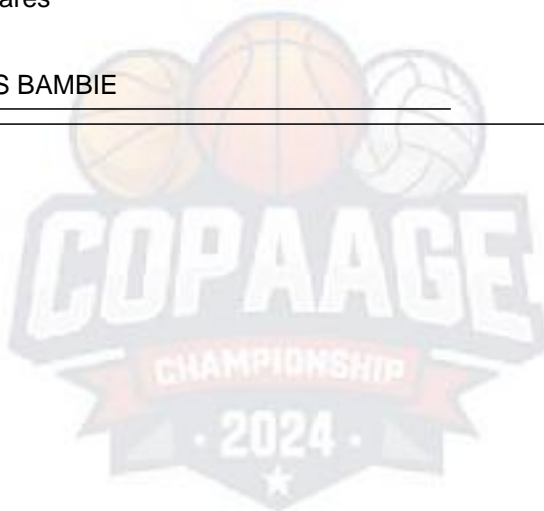 ares
S BAMBIE
COPAAGE
CHAMPIONSHIP
· 2024 ·